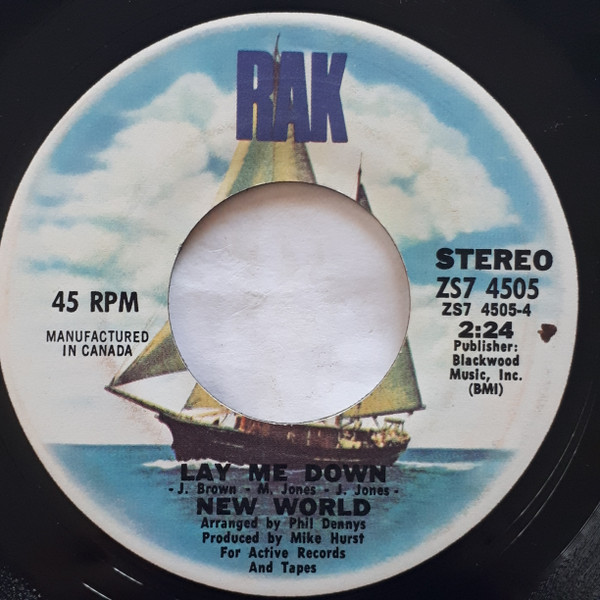 RAK
STEREO
ZS7 4505
ZS7 4505-4
2:24
Publisher:
Blackwood
Music, Inc.
(BMI)
45 RPM
MANUFACTURED
IN CANADA
LAY ME DOWN
- J. Brown - M. Jones - J. Jones -
NEW WORLD
Arranged by Phil Dennys
Produced by Mike Hurst
For Active Records
And Tapes